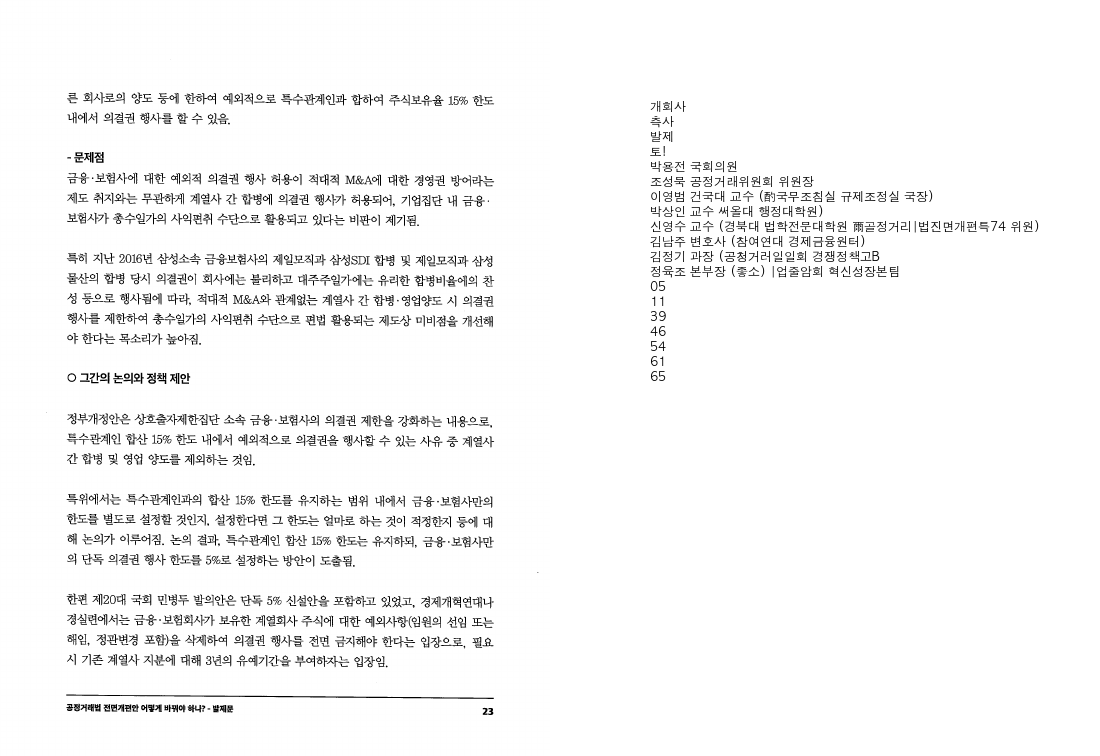 른 회사로의 양도 등에 한하여 예외적으로 특수관계인과 합하여 주식보유율 15% 한도
내에서 의결권 행사를 할 수 있음.
- 문제점
금융·보험사에 대한 예외적 의결권 행사 허용이 적대적 M&A에 대한 경영권 방어라는
제도 취지와는 무관하게 계열사 간 합병에 의결권 행사가 허용되어, 기업집단 내 금융·
보험사가 총수일가의 사익편취 수단으로 활용되고 있다는 비판이 제기됨.
특히 지난 2016년 삼성소속 금융보험사의 제일모직과 삼성SDI 합병 및 제일모직과 삼성
물산의 합병 당시 의결권이 회사에는 불리하고 대주주일가에는 유리한 합병비율에의 찬
성 등으로 행사됨에 따라, 적대적 M&A와 관계없는 계열사 간 합병·영업양도 시 의결권
행사를 제한하여 총수일가의 사익편취 수단으로 편법 활용되는 제도상 미비점을 개선해
야 한다는 목소리가 높아짐.
○ 그간의 논의와 정책 제안
정부개정안은 상호출자제한집단 소속 금융·보험사의 의결권 제한을 강화하는 내용으로,
특수관계인 합산 15% 한도 내에서 예외적으로 의결권을 행사할 수 있는 사유 중 계열사
간 합병 및 영업 양도를 제외하는 것임.
특위에서는 특수관계인과의 합산 15% 한도를 유지하는 범위 내에서 금융·보험사만의
한도를 별도로 설정할 것인지, 설정한다면 그 한도는 얼마로 하는 것이 적정한지 등에 대
해 논의가 이루어짐. 논의 결과, 특수관계인 합산 15% 한도는 유지하되, 금융·보험사만
의 단독 의결권 행사 한도를 5%로 설정하는 방안이 도출됨.
한편 제20대 국회 민병두 발의안은 단독 5% 신설안을 포함하고 있었고, 경제개혁연대나
경실련에서는 금융·보험회사가 보유한 계열회사 주식에 대한 예외사항(임원의 선임 또는
해임, 정관변경 포함)을 삭제하여 의결권 행사를 전면 금지해야 한다는 입장으로, 필요
시 기존 계열사 지분에 대해 3년의 유예기간을 부여하자는 입장임.
공정거래법 전면개편안 어떻게 바꿔야 하나? - 발제문
23
개회사
측사
발제
토!
박용전 국회의원
조성묵 공정거래위원회 위원장
이영범 건국대 교수 (酌국무조침실 규제조정실 국장)
박상인 교수 써올대 행정대학원)
신영수 교수 (경북대 법학전문대학원 爾골정거리|법진면개편특74 위원)
김남주 변호사 (참여연대 경제금융원터)
김정기 과장 (공침거러일일회 경쟁정책고B
정육조 본부장 (좋소) |업줄암회 혁신성장본팀
05
11
39
46
54
61
65